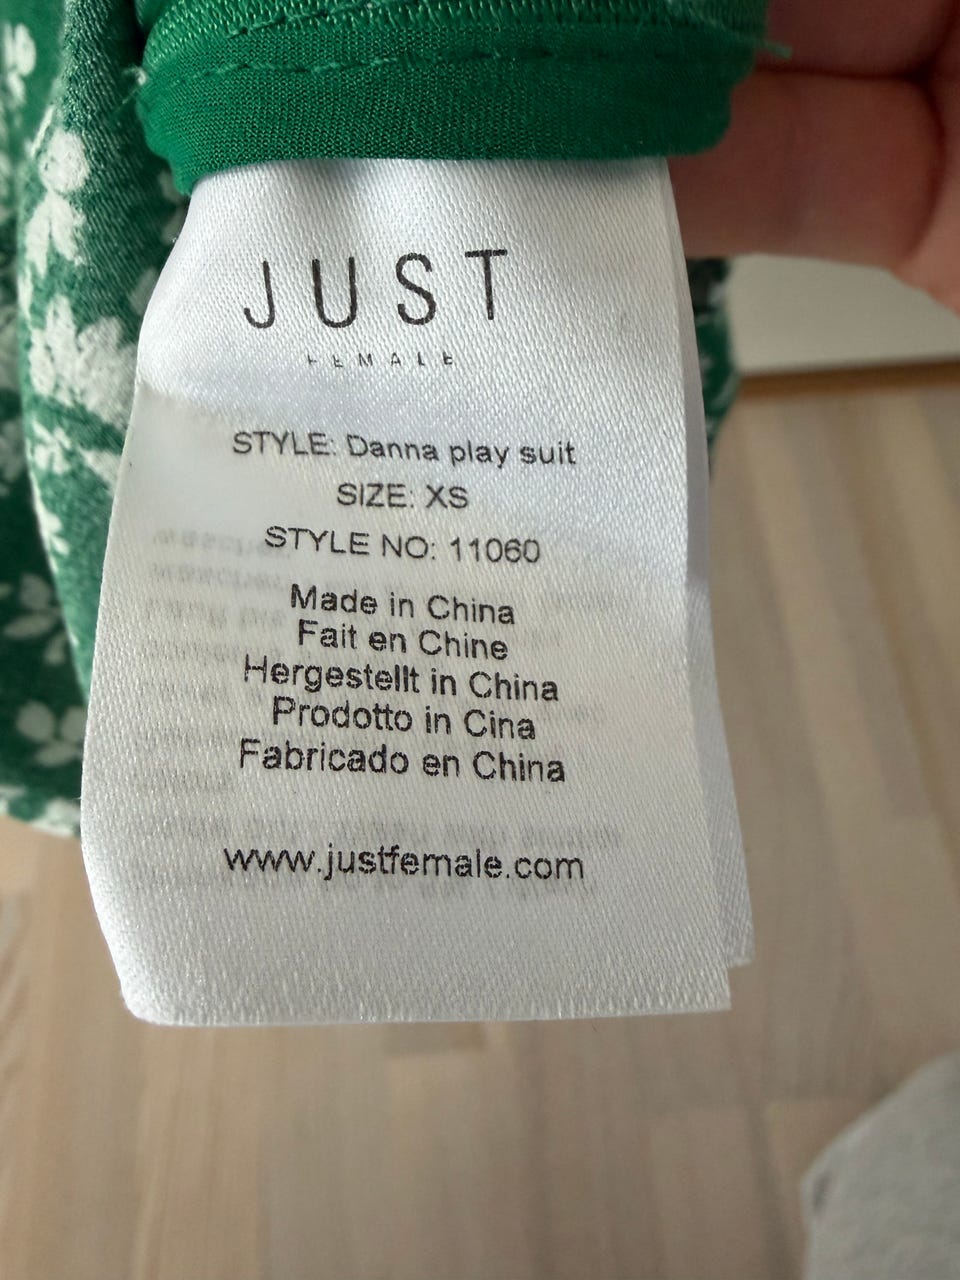 JUST
FEMALE
STYLE: Danna play suit
SIZE: XS
STYLE NO: 11060
Made in China
Fait en Chine
Hergestellt in China
Prodotto in Cina
Fabricado en China
www.justfemale.com